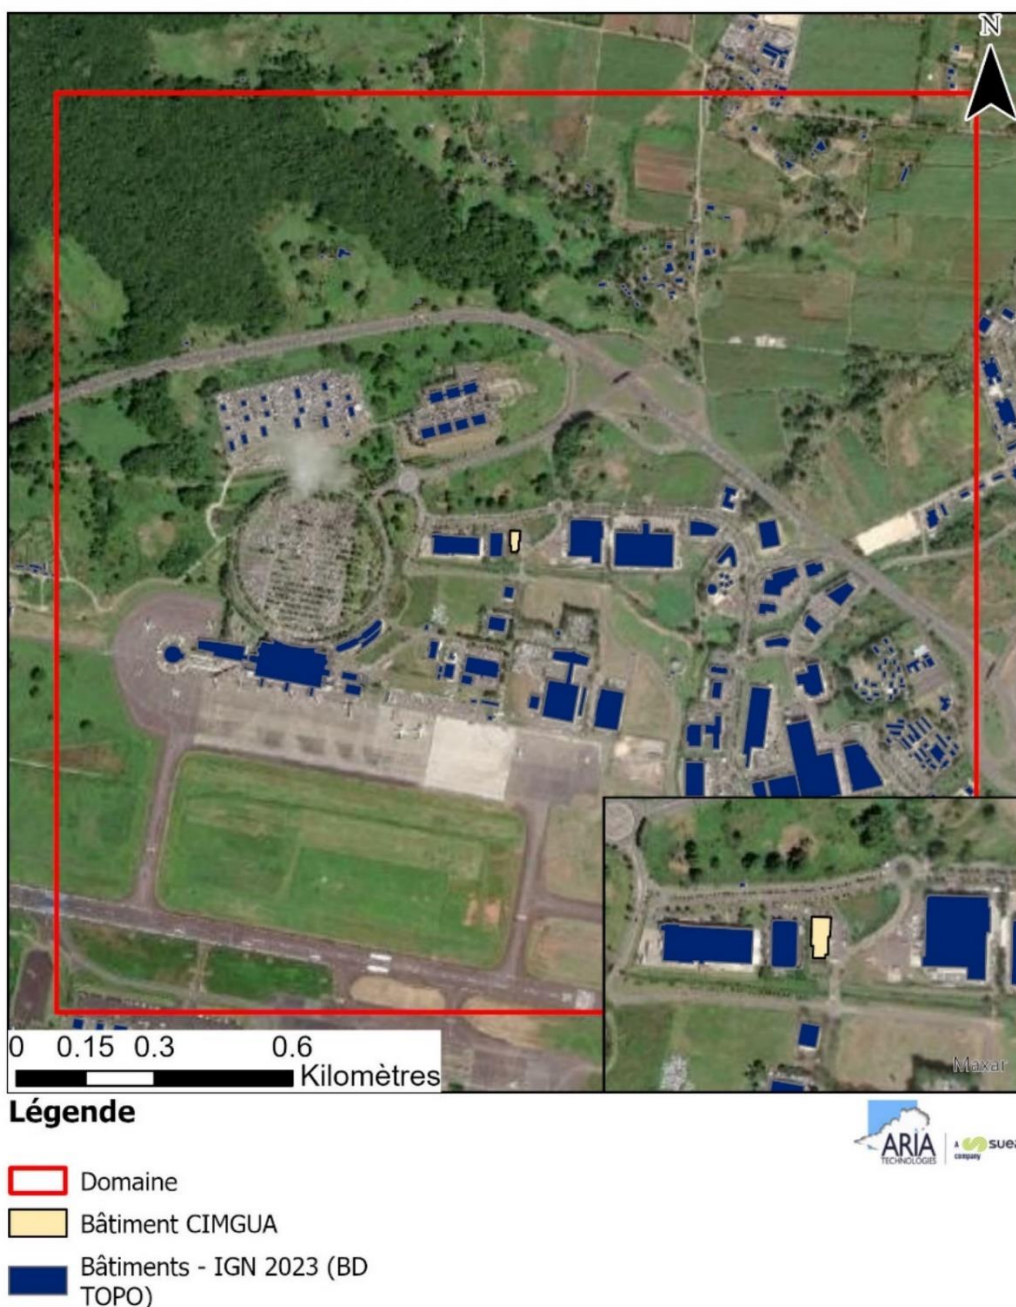 N
Maxar
0 0.15 0.3 0.6
Kilomètres
Légende
ARIA
TECHNOLOGIES
A
company
Domaine
Bâtiment CIMGUA
Bâtiments - IGN 2023 (BD
TOPO)